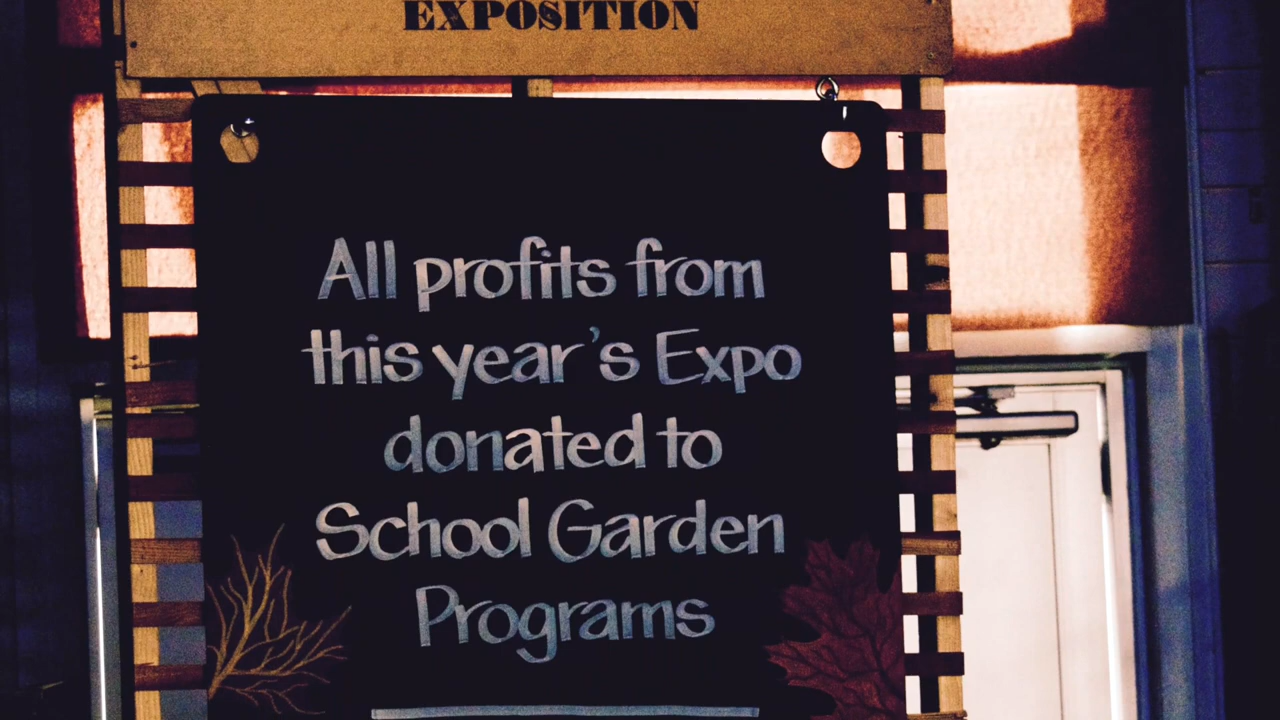 EXPOSITION
All profits from
this year's Expo
donated to
School Garden
Programs